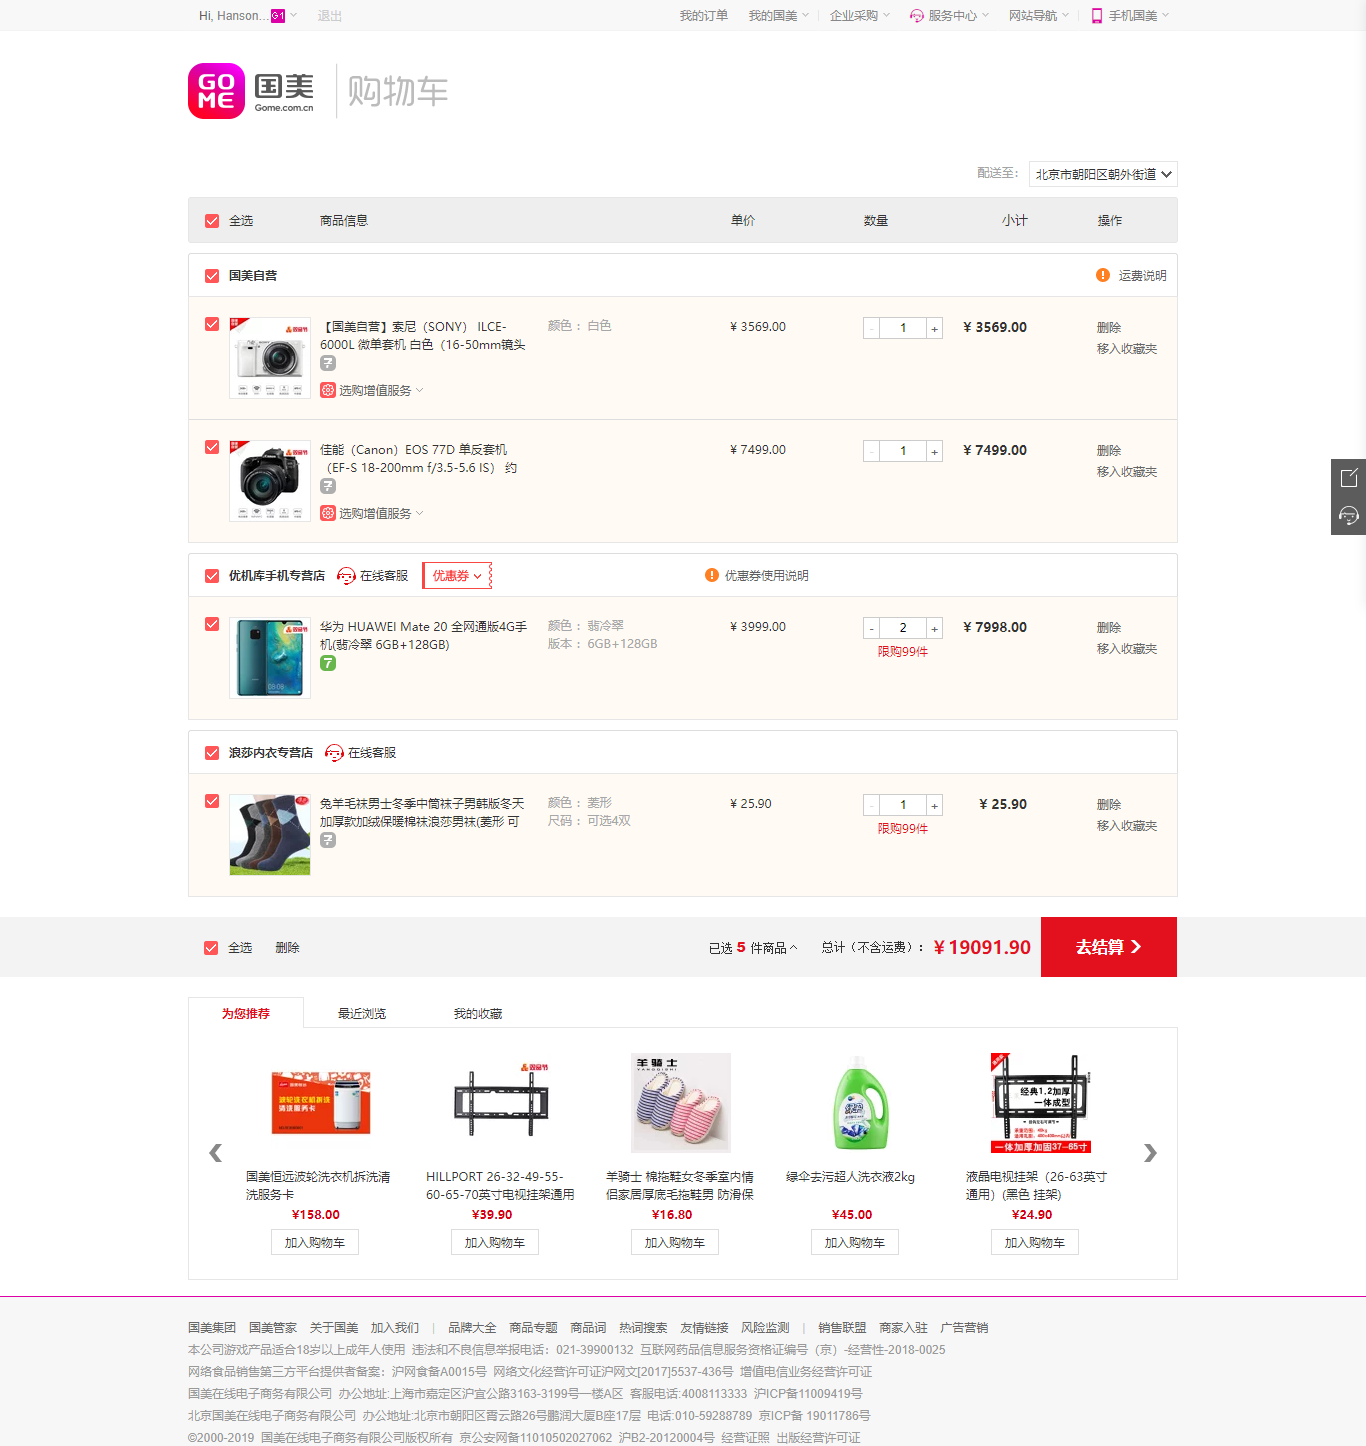 Hi, Hanson... G1 退出 我的订单 我的国美 企业采购 服务中心 网站导航 手机国美
GO
ME
国美
Gome.com.cn
购物车
配送至： 北京市朝阳区朝外街道
全选 商品信息 单价 数量 小计 操作
国美自营 运费说明
【国美自营】索尼（SONY） ILCE- 颜色 ： 白色 ¥ 3569.00 - 1 + ¥ 3569.00 删除
6000L 微单套机 白色（16-50mm镜头 移入收藏夹
7
选购增值服务
佳能（Canon）EOS 77D 单反套机 ¥ 7499.00 - 1 + ¥ 7499.00 删除
（EF-S 18-200mm f/3.5-5.6 IS） 约 移入收藏夹
7
选购增值服务
优机库手机专营店 在线客服 优惠券 优惠券使用说明
华为 HUAWEI Mate 20 全网通版4G手 颜色 ： 翡冷翠 ¥ 3999.00 - 2 + ¥ 7998.00 删除
机(翡冷翠 6GB+128GB) 版本 ： 6GB+128GB 限购99件 移入收藏夹
7
浪莎内衣专营店 在线客服
兔羊毛袜男士冬季中筒袜子男韩版冬天 颜色 ： 菱形 ¥ 25.90 - 1 + ¥ 25.90 删除
加厚款加绒保暖棉袜浪莎男袜(菱形 可 尺码 ： 可选4双 限购99件 移入收藏夹
7
全选 删除 已选 5 件商品 总计（不含运费）： ¥ 19091.90 去结算
为您推荐 最近浏览 我的收藏
羊骑士
YANGQISHI
经典1.2加厚
一体成型
一体加厚加固37—65寸
国美恒远波轮洗衣机拆洗清 HILLPORT 26-32-49-55- 羊骑士 棉拖鞋女冬季室内情 绿伞去污超人洗衣液2kg 液晶电视挂架（26-63英寸
洗服务卡 60-65-70英寸电视挂架通用 侣家居厚底毛拖鞋男 防滑保 通用）(黑色 挂架)
¥158.00 ¥39.90 ¥16.80 ¥45.00 ¥24.90
加入购物车 加入购物车 加入购物车 加入购物车 加入购物车
国美集团 国美管家 关于国美 加入我们 | 品牌大全 商品专题 商品词 热词搜索 友情链接 风险监测 | 销售联盟 商家入驻 广告营销
本公司游戏产品适合18岁以上成年人使用 违法和不良信息举报电话：021-39900132 互联网药品信息服务资格证编号（京）-经营性-2018-0025
网络食品销售第三方平台提供者备案：沪网食备A0015号 网络文化经营许可证沪网文[2017]5537-436号 增值电信业务经营许可证
国美在线电子商务有限公司 办公地址:上海市嘉定区沪宜公路3163-3199号一楼A区 客服电话:4008113333 沪ICP备11009419号
北京国美在线电子商务有限公司 办公地址:北京市朝阳区霞云路26号鹏润大厦B座17层 电话:010-59288789 京ICP备 19011786号
©2000-2019 国美在线电子商务有限公司版权所有 京公安网备11010502027062 沪B2-20120004号 经营证照 出版经营许可证